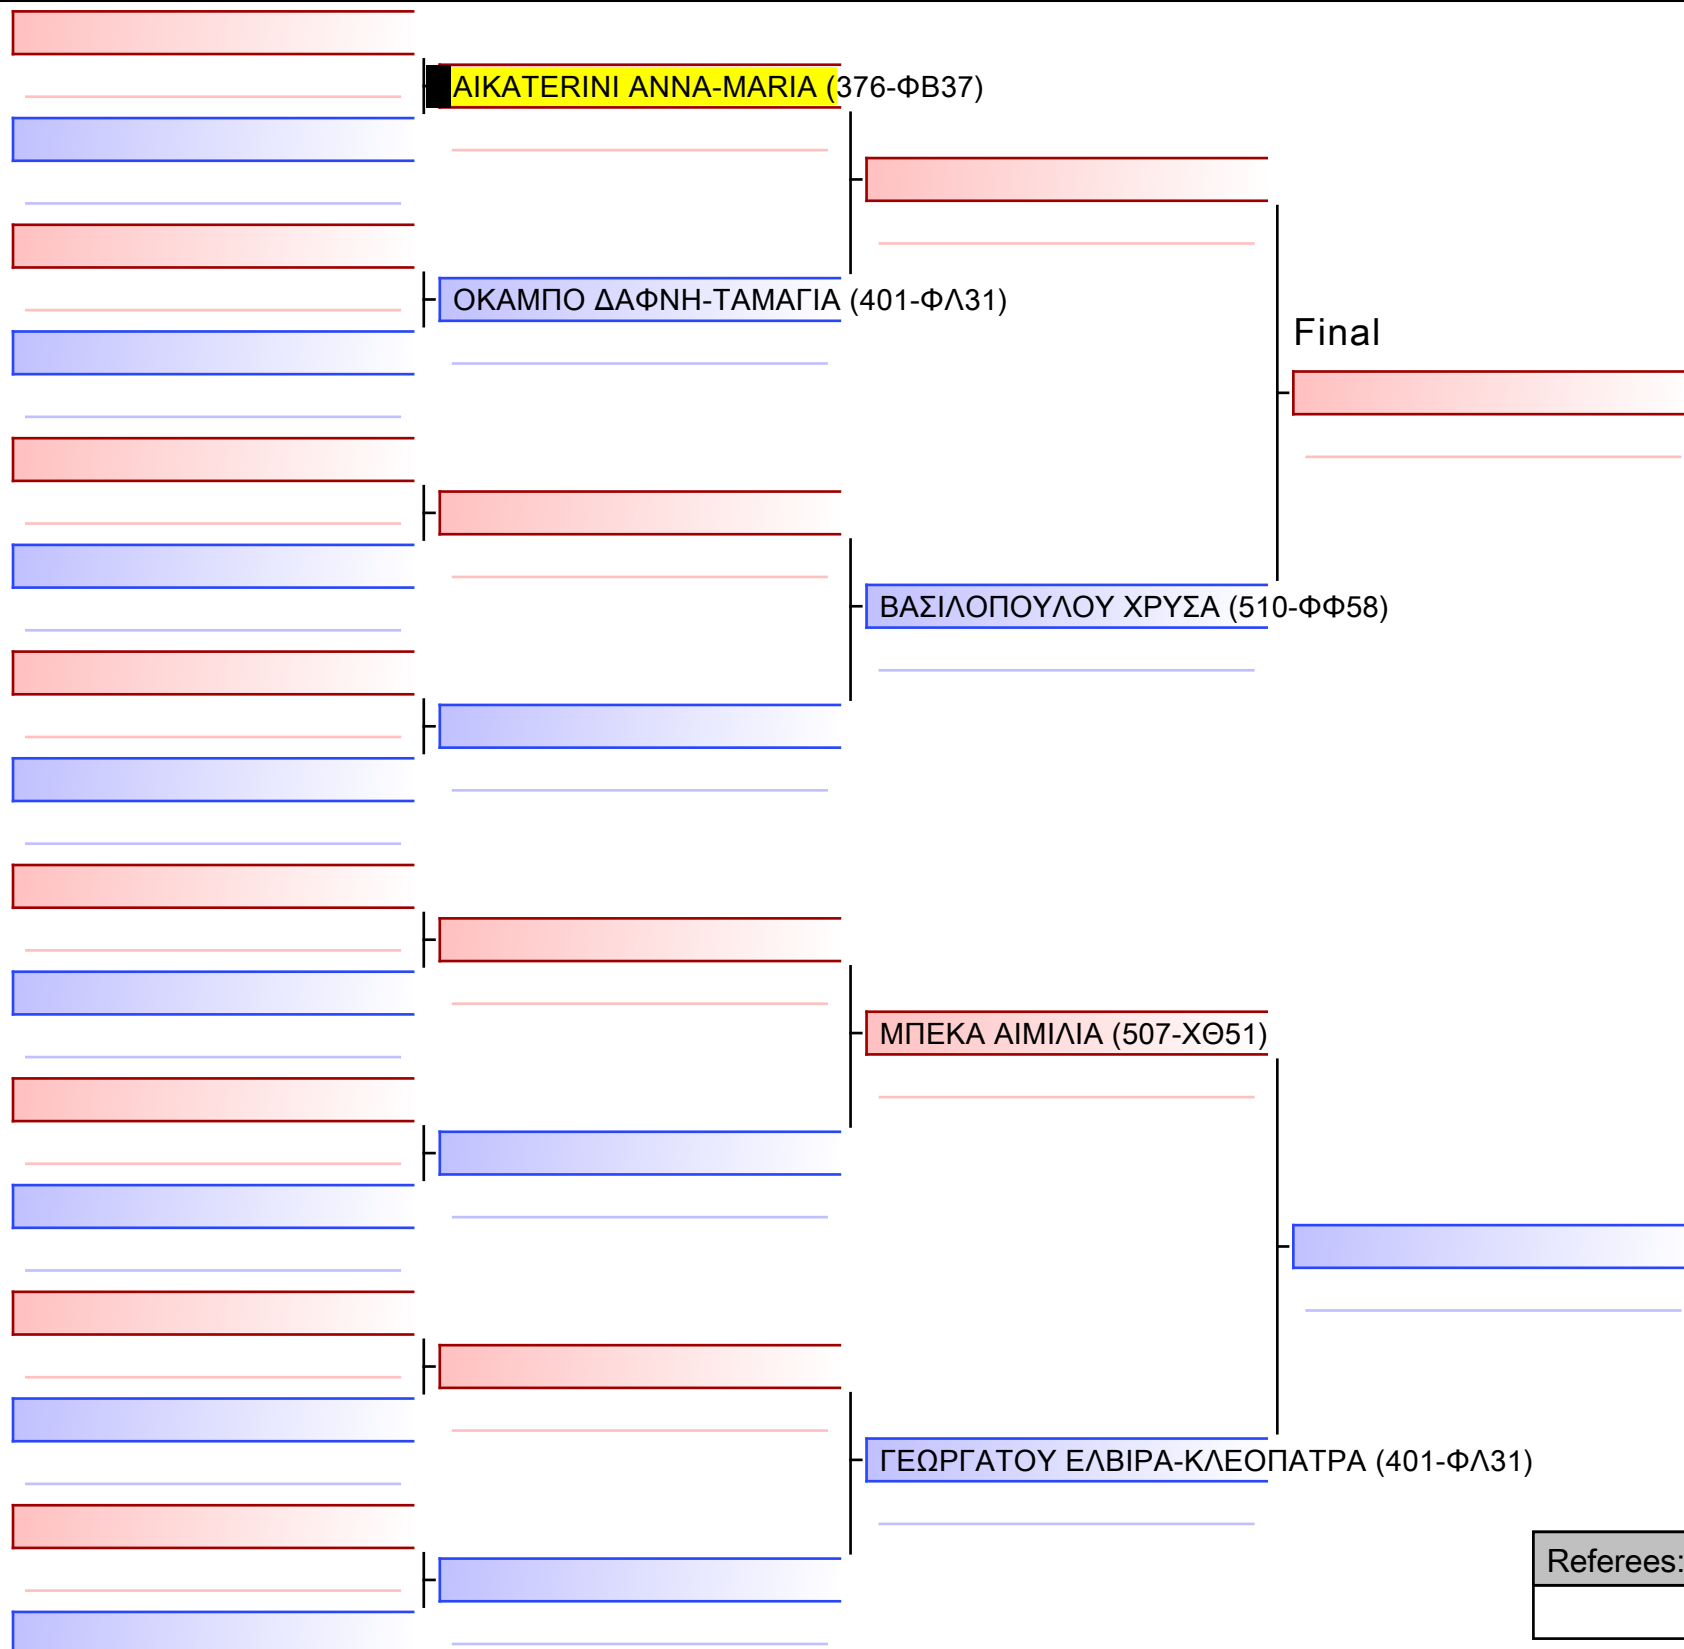 AIKATERINI ANNA-MARIA (376-ΦΒ37)
ΟΚΑΜΠΟ ΔΑΦΝΗ-ΤΑΜΑΓΙΑ (401-ΦΛ31)
Final
ΒΑΣΙΛΟΠΟΥΛΟΥ ΧΡΥΣΑ (510-ΦΦ58)
ΜΠΕΚΑ ΑΙΜΙΛΙΑ (507-ΧΘ51)
ΓΕΩΡΓΑΤΟΥ ΕΛΒΙΡΑ-ΚΛΕΟΠΑΤΡΑ (401-ΦΛ31)
Referees: